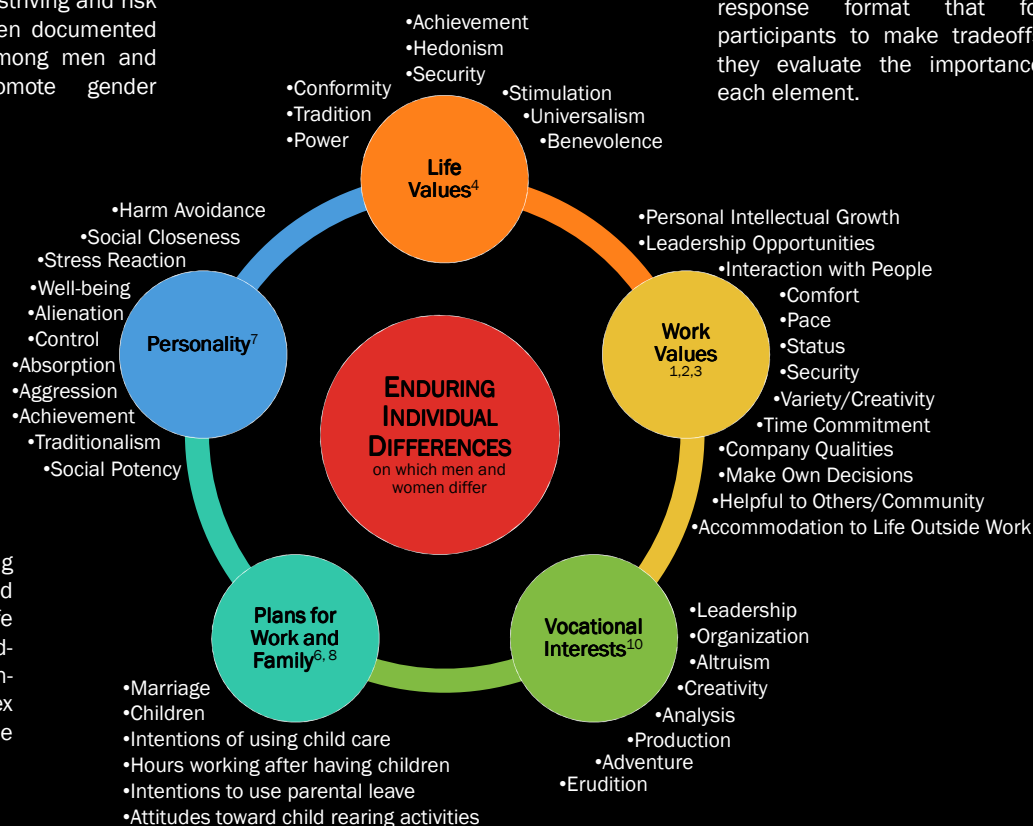 striving and risk
en documented
mong men and
omote gender
response format that fo
participants to make tradeoff
they evaluate the importance
each element.
•Achievement
•Hedonism
•Security
•Conformity
•Tradition
•Power
•Stimulation
•Universalism
•Benevolence
Life
Values4
•Harm Avoidance
•Social Closeness
•Stress Reaction
•Well-being
•Alienation
•Control
•Absorption
•Aggression
•Achievement
•Traditionalism
•Social Potency
Personality7
•Personal Intellectual Growth
•Leadership Opportunities
•Interaction with People
•Comfort
•Pace
•Status
•Security
•Variety/Creativity
•Time Commitment
•Company Qualities
•Make Own Decisions
•Helpful to Others/Community
•Accommodation to Life Outside Work
Work
Values
1,2,3
ENDURING
INDIVIDUAL
DIFFERENCES
on which men and
women differ
g
d
fe
d-
n-
ex
e
Plans for
Work and
Family6, 8
•Marriage
•Children
•Intentions of using child care
•Hours working after having children
•Intentions to use parental leave
•Attitudes toward child rearing activities
Vocational
Interests10
•Leadership
•Organization
•Altruism
•Creativity
•Analysis
•Production
•Adventure
•Erudition